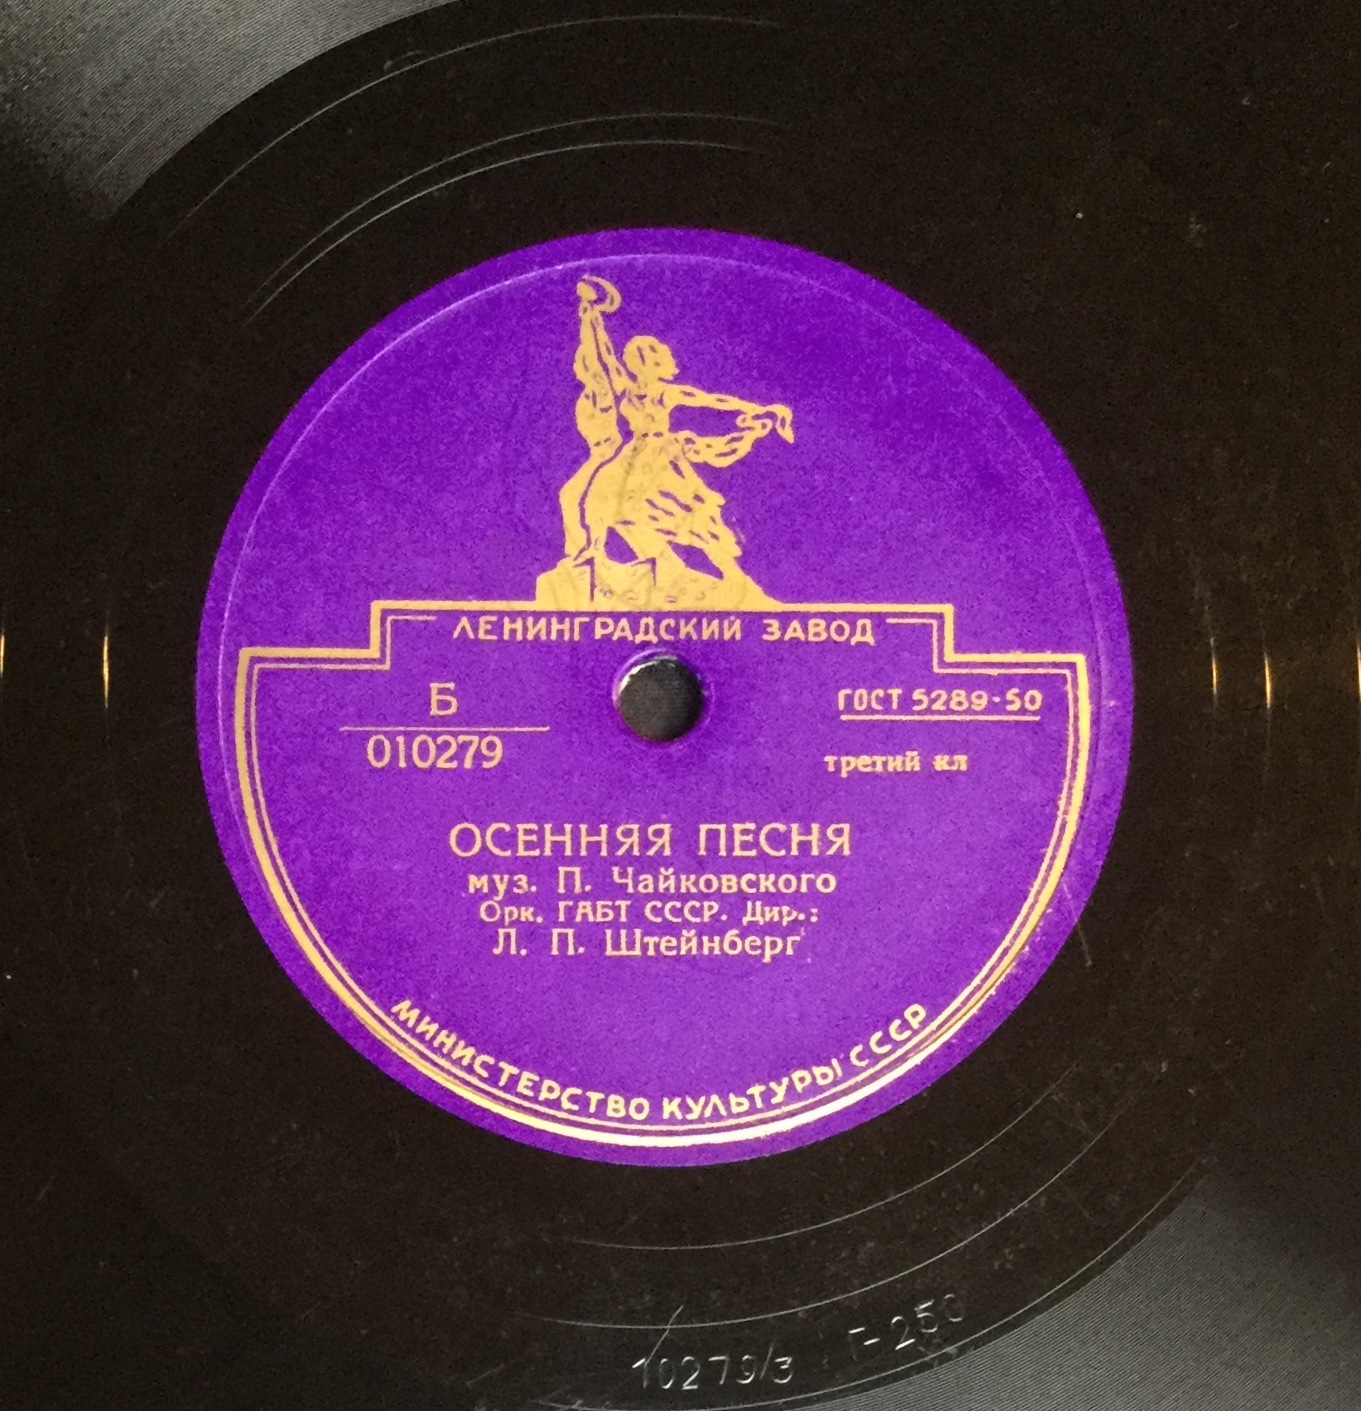 ЛЕНИНГРАДСКИЙ ЗАВОД
Б
010279
ГОСТ 5289-50
третий кл
ОСЕННЯЯ ПЕСНЯ
муз. П. Чайковского
Орк. ГАБТ СССР. Дир.:
Л. П. Штейнберг
МИНИСТЕРСТВО КУЛЬТУРЫ СССР
10279/3 Г-250